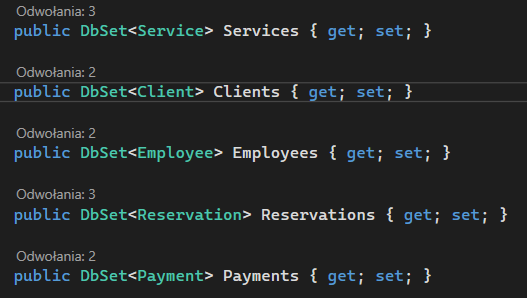 Odwołania: 3
public DbSet<Service> Services { get; set; }
Odwołania: 2
public DbSet<Client> Clients { get; set; }
Odwołania: 2
public DbSet<Employee> Employees { get; set; }
Odwołania: 3
public DbSet<Reservation> Reservations { get; set; }
Odwołania: 2
public DbSet<Payment> Payments { get; set; }